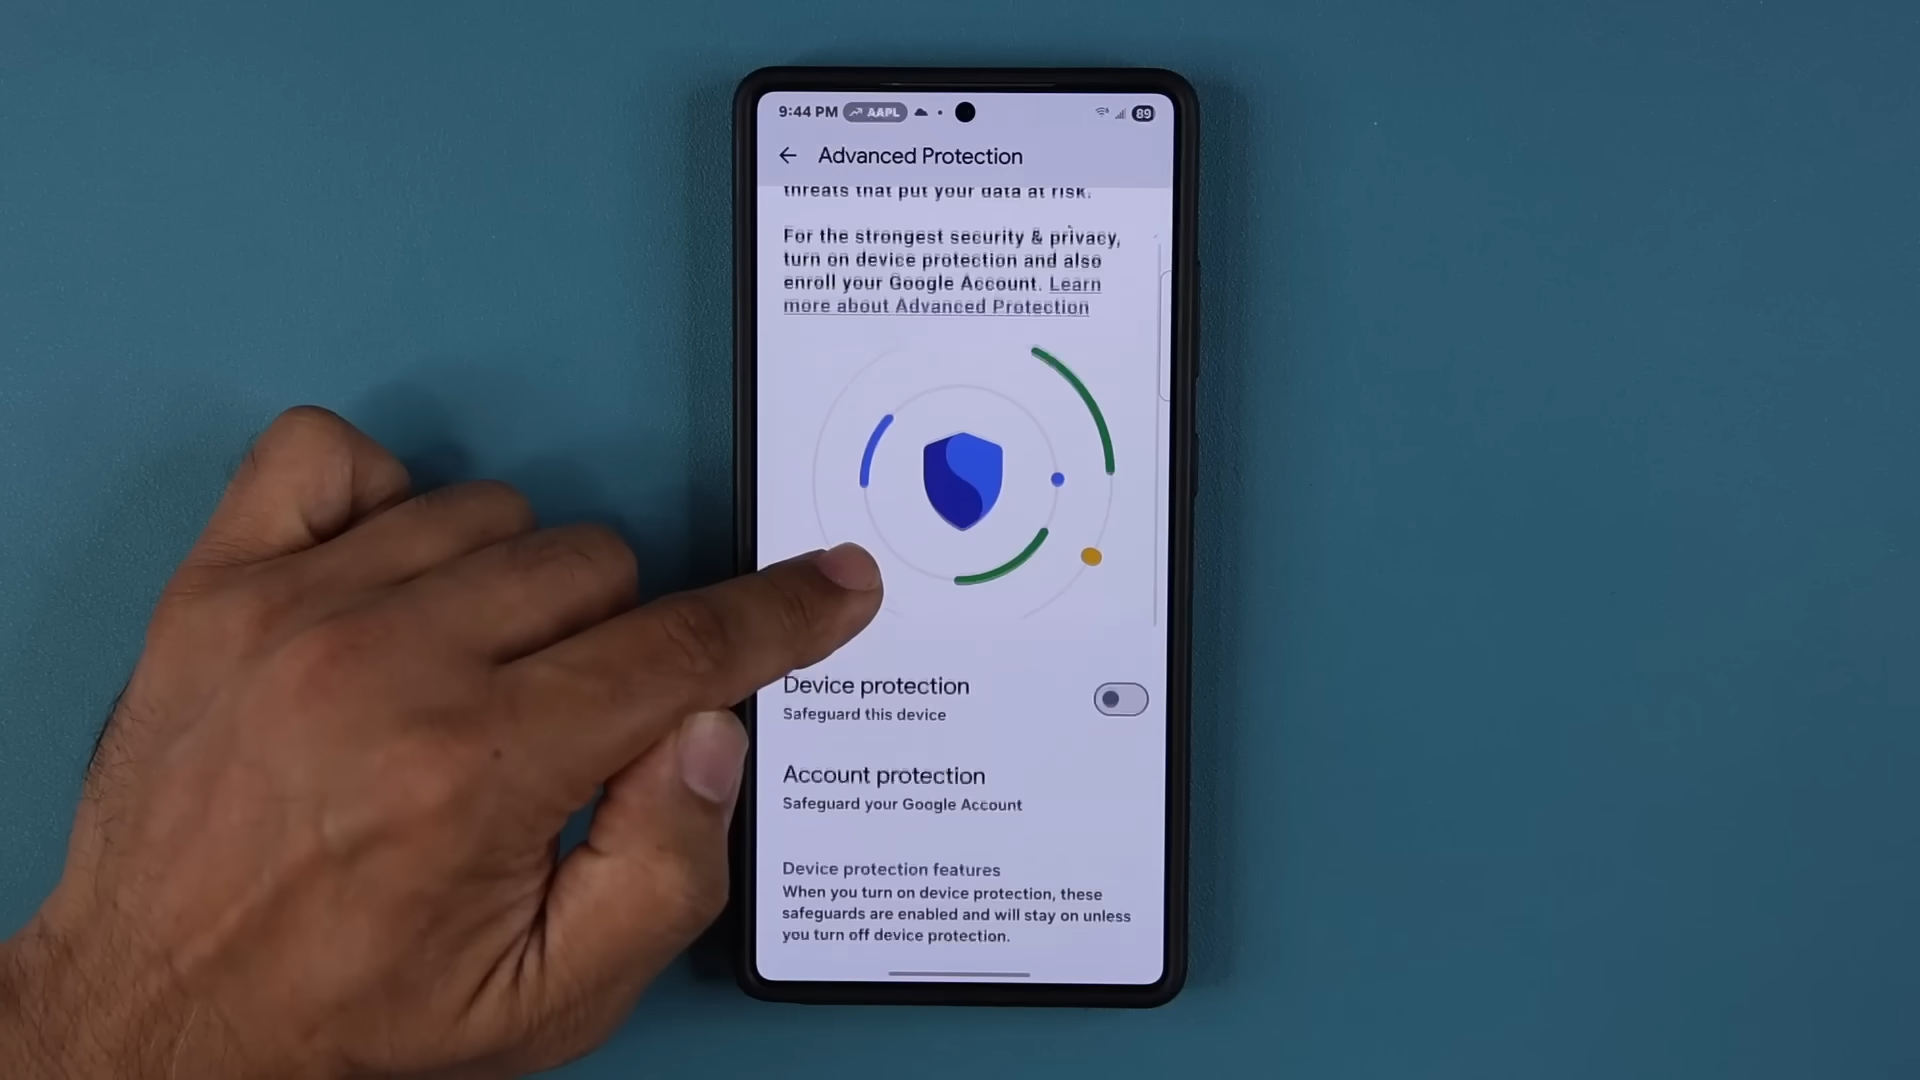 9:44 PM AAPL 89
Advanced Protection
threats that put your data at risk.
For the strongest security & privacy,
turn on device protection and also
enroll your Google Account. Learn
more about Advanced Protection
Device protection
Safeguard this device
Account protection
Safeguard your Google Account
Device protection features
When you turn on device protection, these
safeguards are enabled and will stay on unless
you turn off device protection.